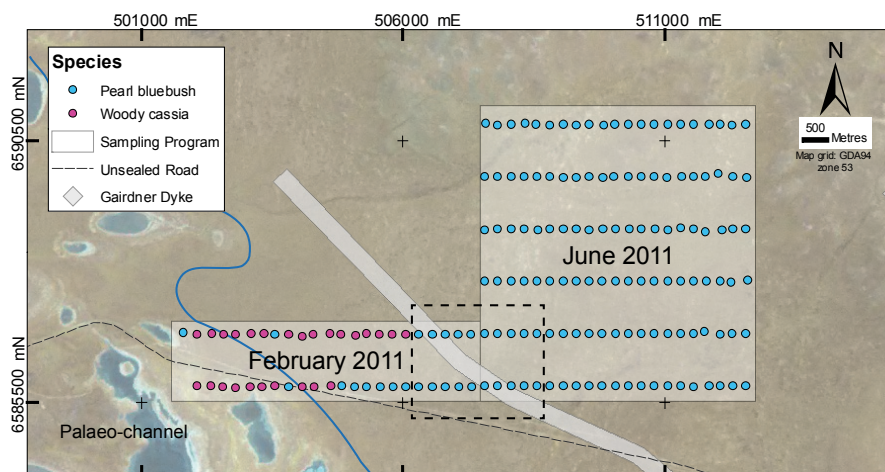 501000 mE
506000 mE
511000 mE
6590500 mN
6585500 mN
Species
Pearl bluebush
Woody cassia
Sampling Program
Unsealed Road
Gairdner Dyke
N
500
Metres
Map grid: GDA94
zone 53
June 2011
February 2011
Palaeo-channel